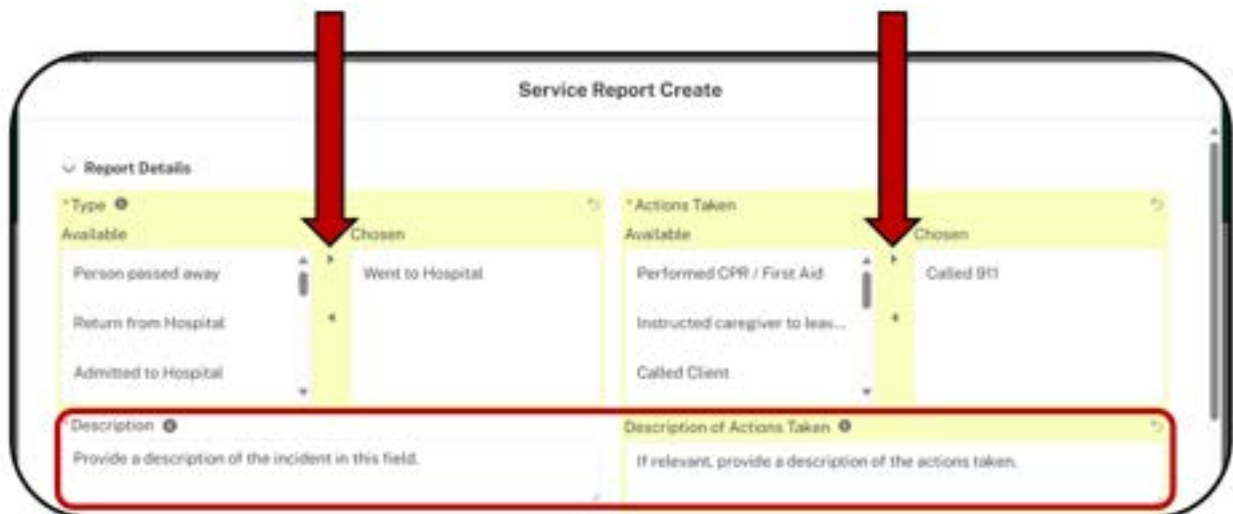 Service Report Create
Report Details
*Type
*Actions Taken
Available
Chosen
Available
Chosen
Person passed away
Went to Hospital
Performed CPR / First Aid
Called 911
Return from Hospital
Instructed caregiver to leav...
Admitted to Hospital
Called Client
*Description
Description of Actions Taken
Provide a description of the incident in this field.
If relevant, provide a description of the actions taken.